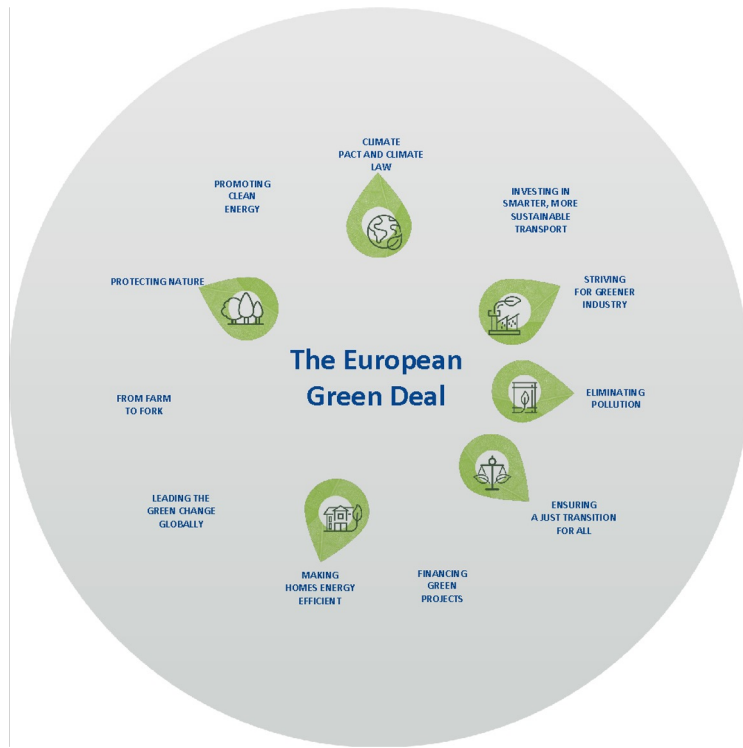 CLIMATE
PACT AND CLIMATE
LAW
PROMOTING
CLEAN
ENERGY
INVESTING IN
SMARTER, MORE
SUSTAINABLE
TRANSPORT
PROTECTING NATURE
STRIVING
FOR GREENER
INDUSTRY
The European
Green Deal
ELIMINATING
POLLUTION
FROM FARM
TO FORK
LEADING THE
GREEN CHANGE
GLOBALLY
ENSURING
A JUST TRANSITION
FOR ALL
MAKING
HOMES ENERGY
EFFICIENT
FINANCING
GREEN
PROJECTS